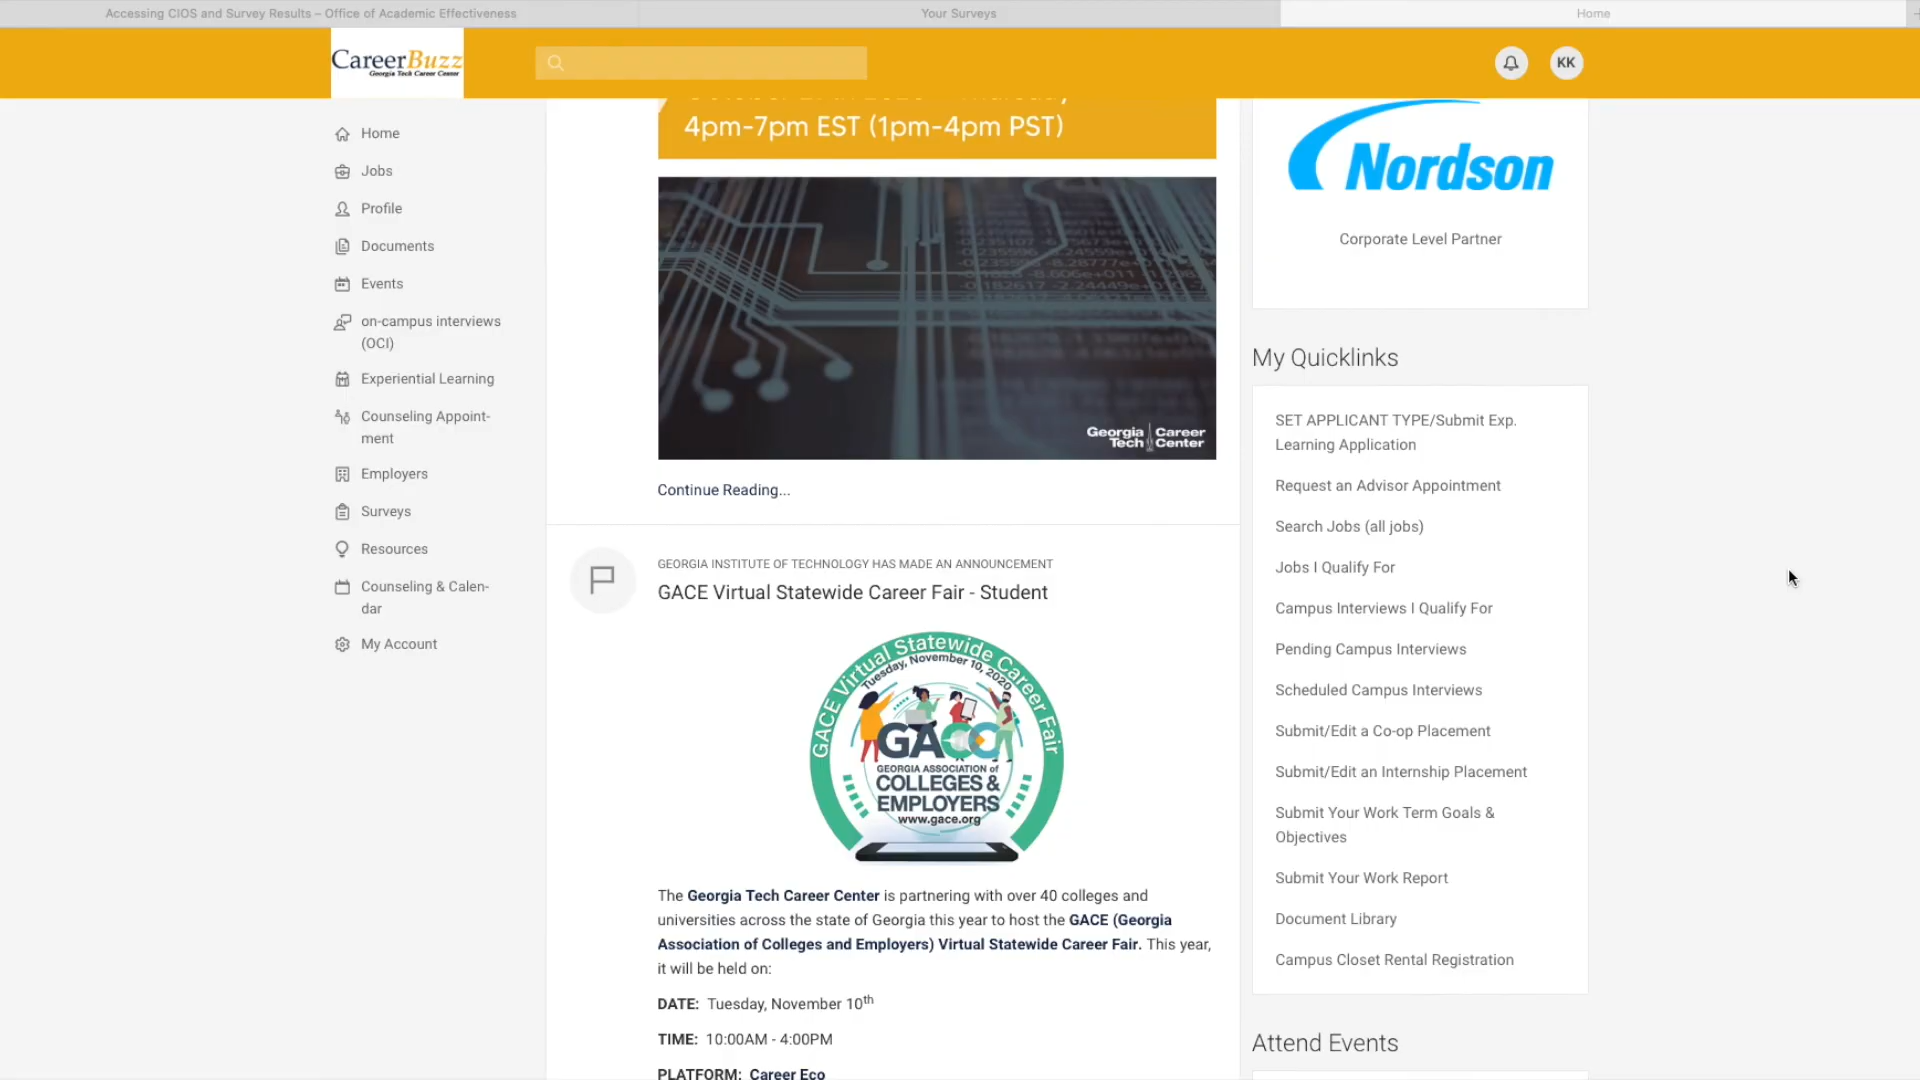 Accessing CIOS and Survey Results – Office of Academic Effectiveness
Your Surveys
Home
CareerBuzz
Georgia Tech Career Center
KK
Home
Jobs
Profile
Documents
Events
on-campus interviews
(OCI)
Experiential Learning
Counseling Appoint-
ment
Employers
Surveys
Resources
Counseling & Calen-
dar
My Account
4pm-7pm EST (1pm-4pm PST)
Georgia Tech
Career Center
Continue Reading...
GEORGIA INSTITUTE OF TECHNOLOGY HAS MADE AN ANNOUNCEMENT
GACE Virtual Statewide Career Fair - Student
GACE Virtual Statewide Career Fair
Tuesday, November 10, 2020
GACE
GEORGIA ASSOCIATION of
COLLEGES &
EMPLOYERS
www.gace.org
The Georgia Tech Career Center is partnering with over 40 colleges and
universities across the state of Georgia this year to host the GACE (Georgia
Association of Colleges and Employers) Virtual Statewide Career Fair. This year,
it will be held on:
DATE: Tuesday, November 10th
TIME: 10:00AM - 4:00PM
PLATFORM: Career Eco
Nordson
Corporate Level Partner
My Quicklinks
SET APPLICANT TYPE/Submit Exp.
Learning Application
Request an Advisor Appointment
Search Jobs (all jobs)
Jobs I Qualify For
Campus Interviews I Qualify For
Pending Campus Interviews
Scheduled Campus Interviews
Submit/Edit a Co-op Placement
Submit/Edit an Internship Placement
Submit Your Work Term Goals &
Objectives
Submit Your Work Report
Document Library
Campus Closet Rental Registration
Attend Events